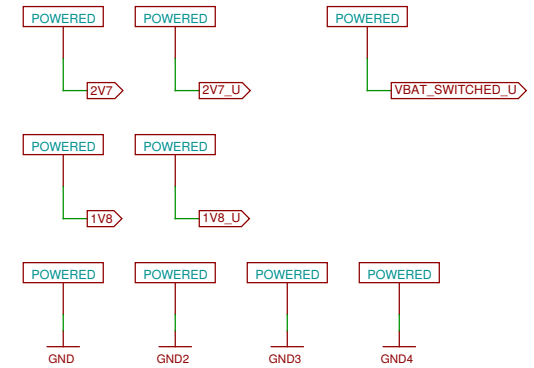 POWERED POWERED POWERED
2V7 2V7_U VBAT_SWITCHED_U
POWERED POWERED
1V8 1V8_U
POWERED POWERED POWERED POWERED
GND GND2 GND3 GND4